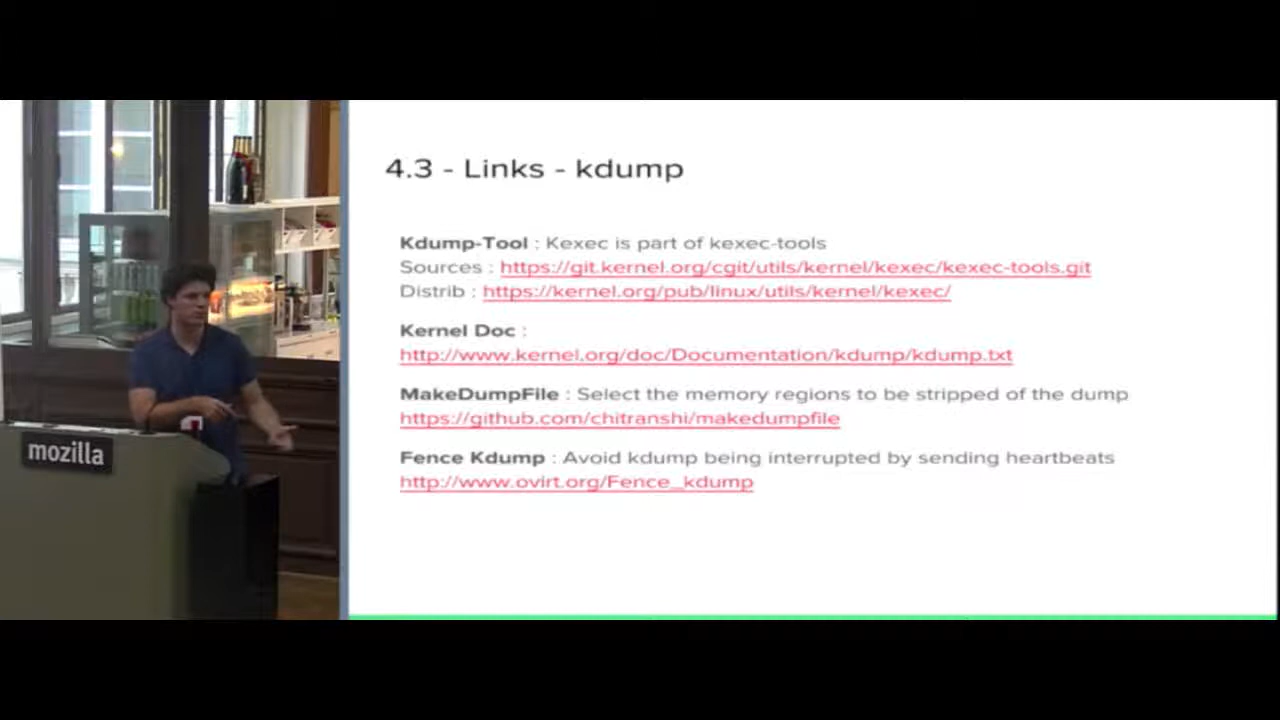 4.3 - Links - kdump
Kdump-Tool : Kexec is part of kexec-tools
Sources : https://git.kernel.org/cgit/utils/kernel/kexec/kexec-tools.git
Distrib : https://kernel.org/pub/linux/utils/kernel/kexec/
Kernel Doc :
http://www.kernel.org/doc/Documentation/kdump/kdump.txt
MakeDumpFile : Select the memory regions to be stripped of the dump
https://github.com/chitranshi/makedumpfile
Fence Kdump : Avoid kdump being interrupted by sending heartbeats
http://www.ovirt.org/Fence_kdump
mozilla